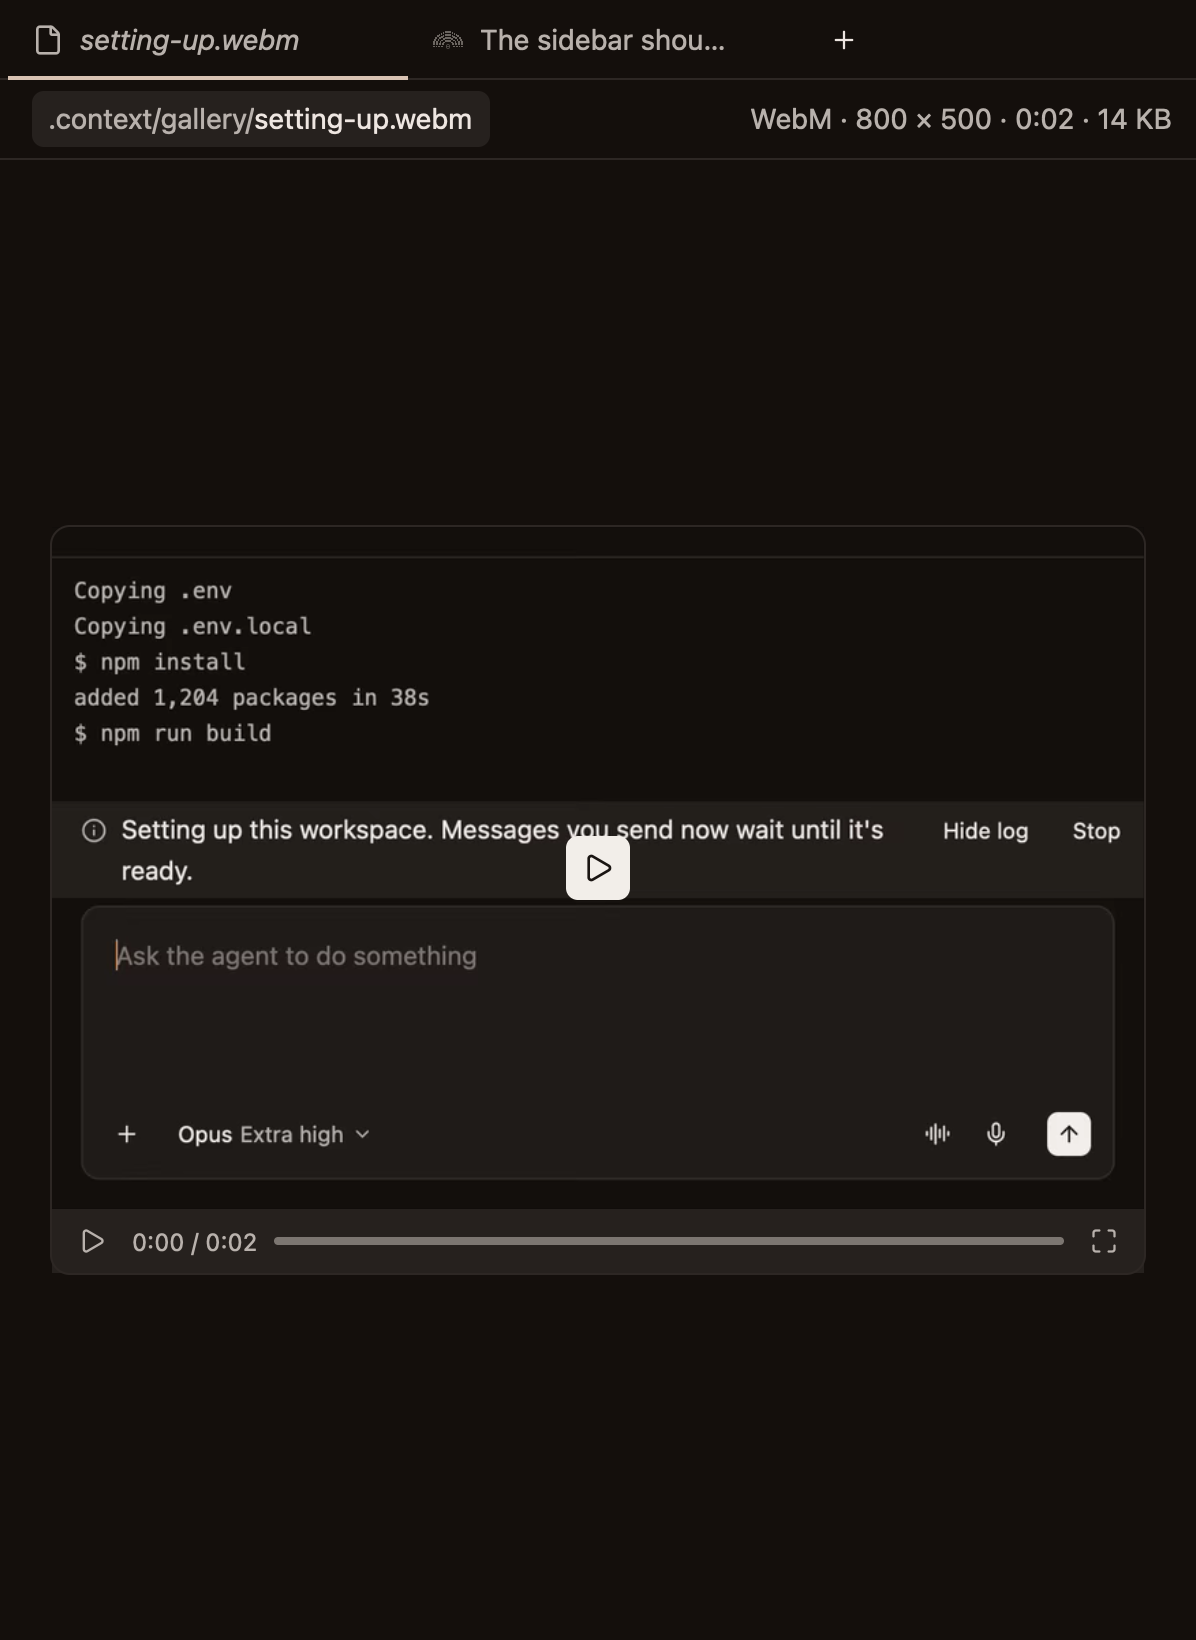 setting-up.webm
The sidebar shou...
.context/gallery/setting-up.webm
WebM · 800 × 500 · 0:02 · 14 KB
Copying .env
Copying .env.local
$ npm install
added 1,204 packages in 38s
$ npm run build
Setting up this workspace. Messages you send now wait until it's
ready.
Hide log
Stop
Ask the agent to do something
Opus Extra high
0:00 / 0:02